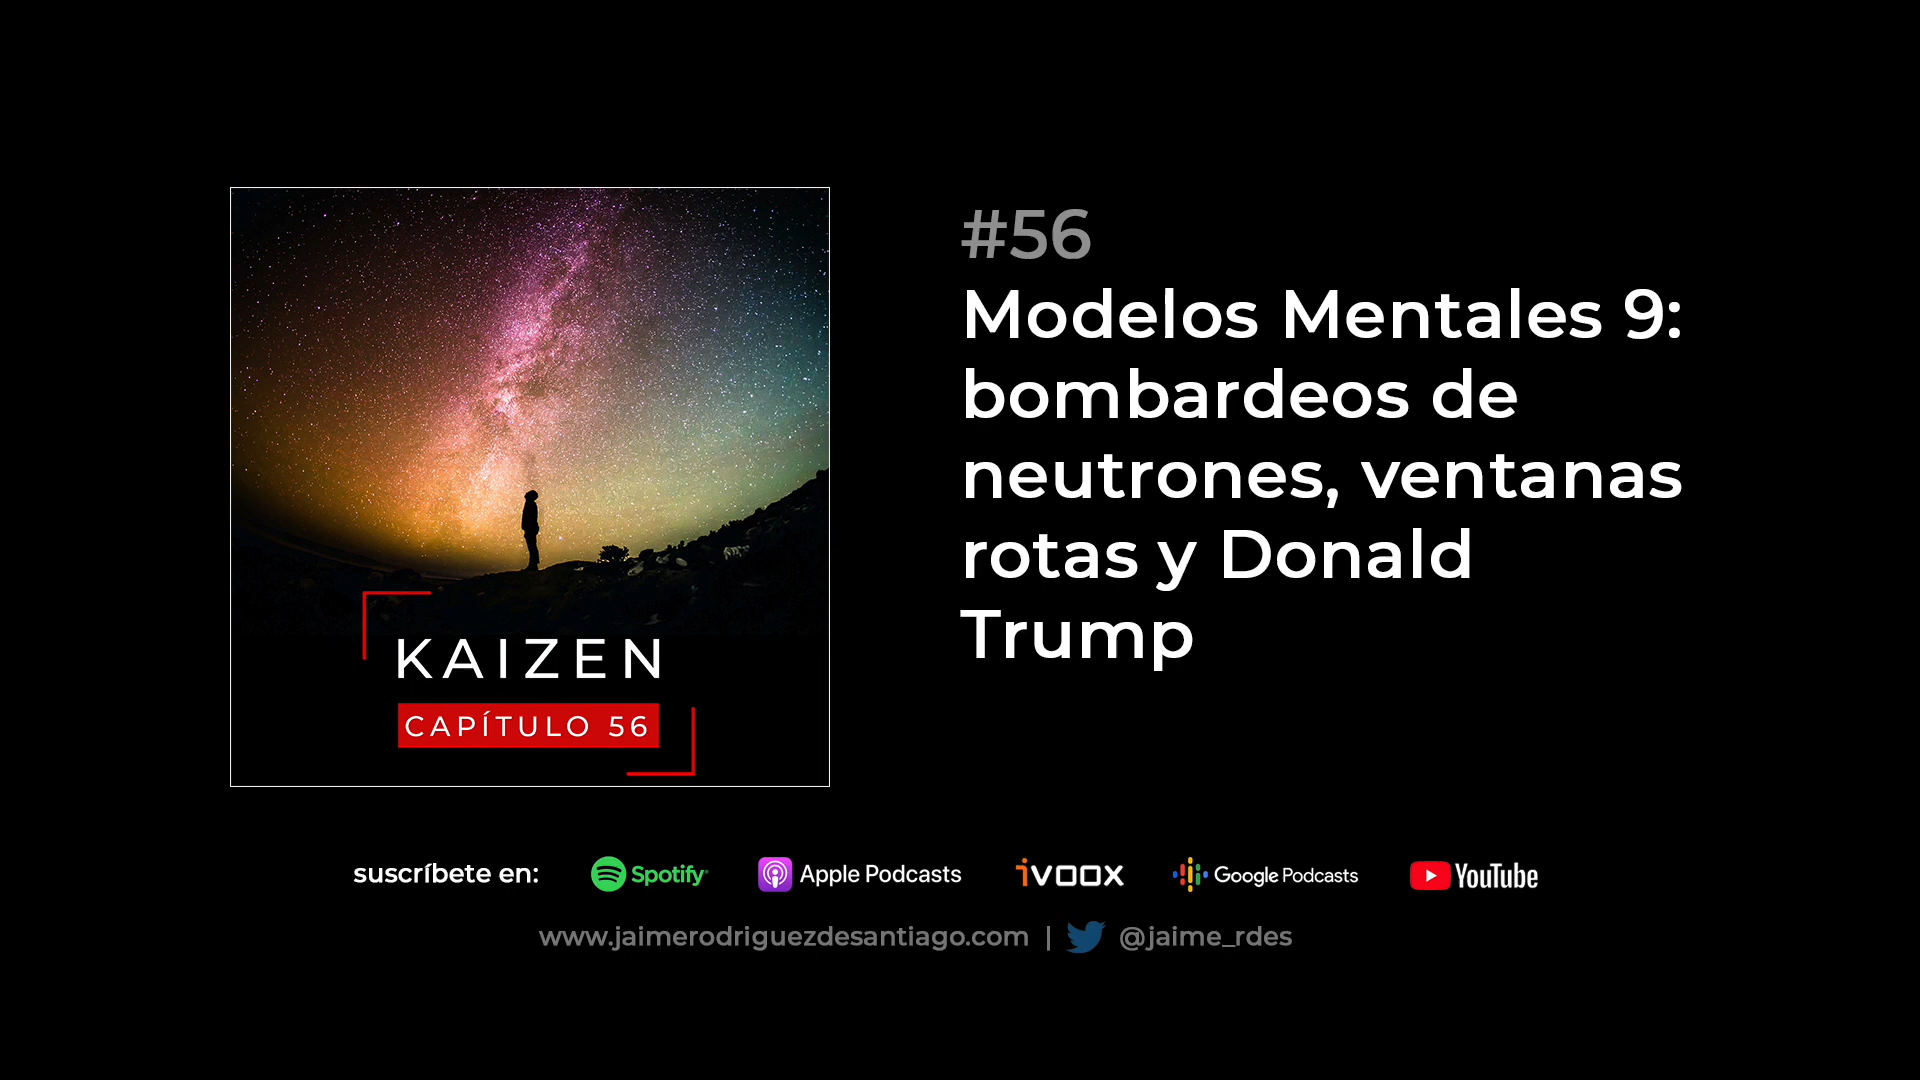 #56
Modelos Mentales 9:
bombardeos de
neutrones, ventanas
rotas y Donald
Trump
KAIZEN
CAPÍTULO 56
suscríbete en: Spotify Apple Podcasts ivoox Google Podcasts YouTube
www.jaimerodriguezdesantiago.com | @jaime_rdes